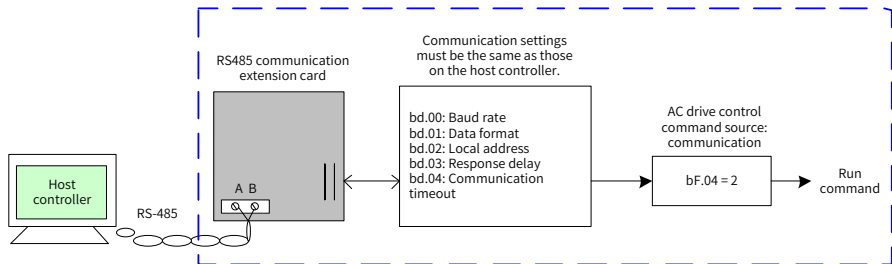 Communication settings
must be the same as those
on the host controller.
RS485 communication
extension card
AC drive control
command source:
communication
bd.00: Baud rate
bd.01: Data format
bd.02: Local address
bd.03: Response delay
bd.04: Communication
timeout
bF.04 = 2
Run
command
A B
Host
controller
RS-485